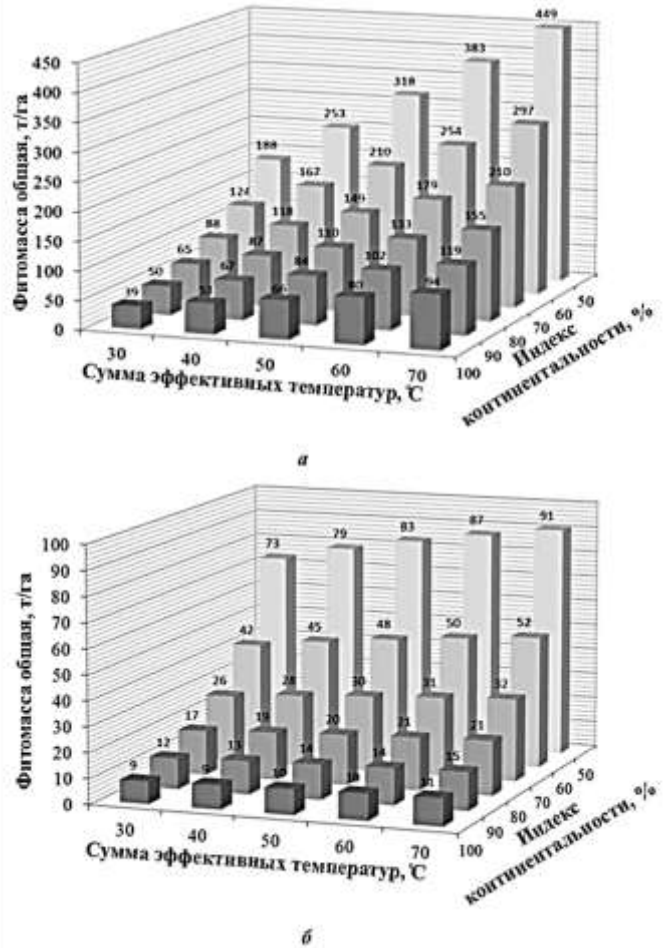 Фитомасса общая, т/га
450
400
350
300
250
200
150
100
50
0
188 253 318 383 449
124 167 210 254 297
88 118 149 179 210
65 87 110 133 155
50 67 84 102 119
39 53 66 80 94
30 40 50 60 70
Сумма эффективных температур, °С
100 90 80 70 60 50
Индекс
континентальности, %
а
Фитомасса общая, т/га
100
90
80
70
60
50
40
30
20
10
0
73 79 83 87 91
42 45 48 50 52
26 28 30 31 32
17 19 20 21 21
12 13 14 14 15
9 9 10 10 11
30 40 50 60 70
Сумма эффективных температур, °С
100 90 80 70 60 50
Индекс
континентальности, %
б